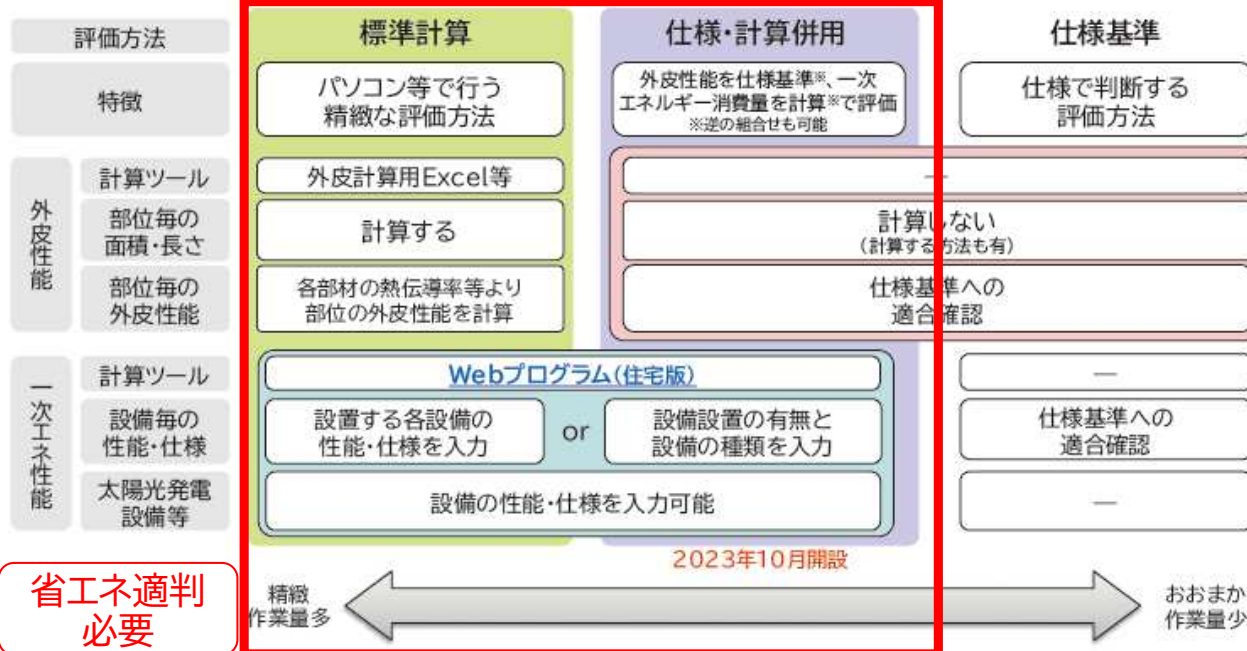 評価方法
標準計算
仕様・計算併用
仕様基準
特徴
パソコン等で行う
精緻な評価方法
外皮性能を仕様基準※、一次
エネルギー消費量を計算※で評価
※逆の組合せも可能
仕様で判断する
評価方法
外皮性能
計算ツール
外皮計算用Excel等
―
部位毎の
面積・長さ
計算する
計算しない
(計算する方法も有)
部位毎の
外皮性能
各部材の熱伝導率等より
部位の外皮性能を計算
仕様基準への
適合確認
一次エネ性能
計算ツール
Webプログラム(住宅版)
―
設備毎の
性能・仕様
設置する各設備の
性能・仕様を入力
or
設備設置の有無と
設備の種類を入力
仕様基準への
適合確認
太陽光発電
設備等
設備の性能・仕様を入力可能
―
2023年10月開設
省エネ適判
必要
精緻
作業量多
おおまか
作業量少